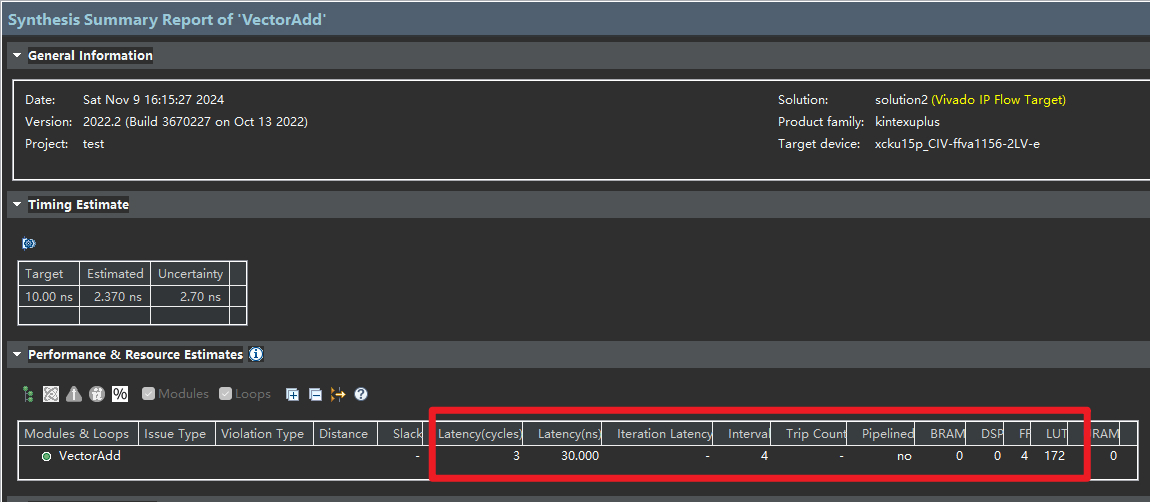 Synthesis Summary Report of 'VectorAdd'
General Information
Date: Sat Nov 9 16:15:27 2024 Solution: solution2 (Vivado IP Flow Target)
Version: 2022.2 (Build 3670227 on Oct 13 2022) Product family: kintexuplus
Project: test Target device: xcku15p_CIV-ffva1156-2LV-e
Timing Estimate
Target Estimated Uncertainty
10.00 ns 2.370 ns 2.70 ns
Performance & Resource Estimates
% Modules Loops
Modules & Loops Issue Type Violation Type Distance Slack Latency(cycles) Latency(ns) Iteration Latency Interval Trip Count Pipelined BRAM DSP FF LUT RAM
VectorAdd - 3 30.000 - 4 - no 0 0 4 172 0